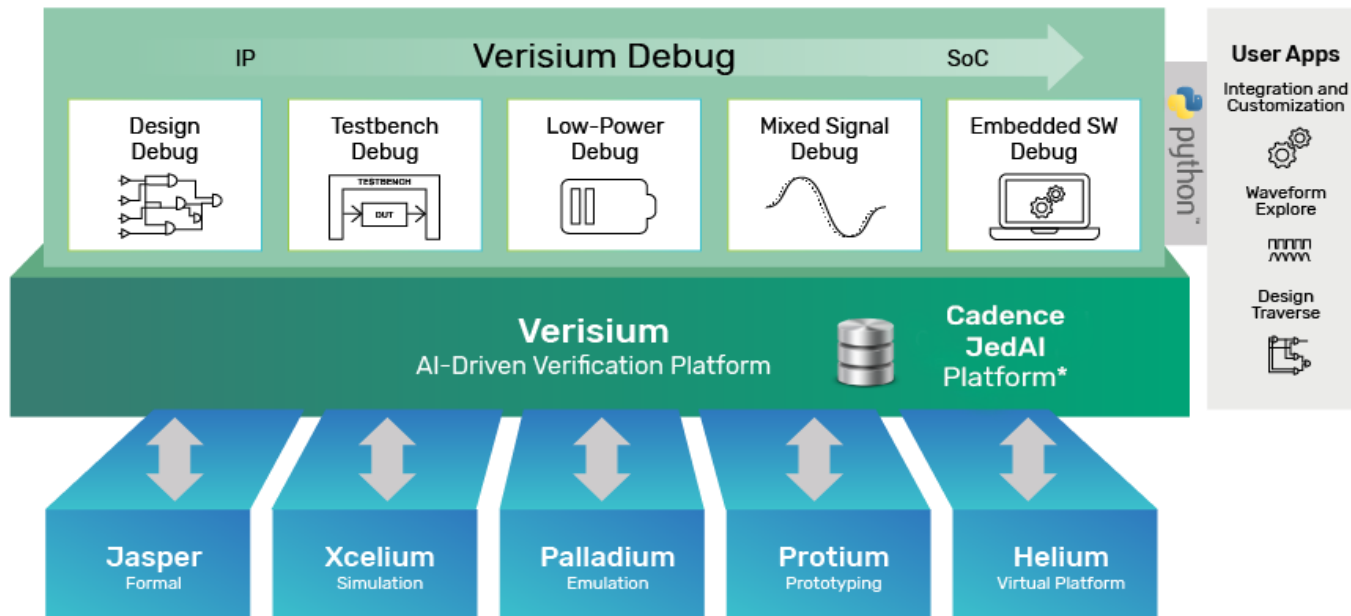 IP
Verisium Debug
SoC
Design
Debug
Testbench
Debug
TESTBENCH
DUT
Low-Power
Debug
Mixed Signal
Debug
Embedded SW
Debug
python™
User Apps
Integration and
Customization
Waveform
Explore
Design
Traverse
Verisium
AI-Driven Verification Platform
Cadence
JedAI
Platform*
Jasper
Formal
Xcelium
Simulation
Palladium
Emulation
Protium
Prototyping
Helium
Virtual Platform